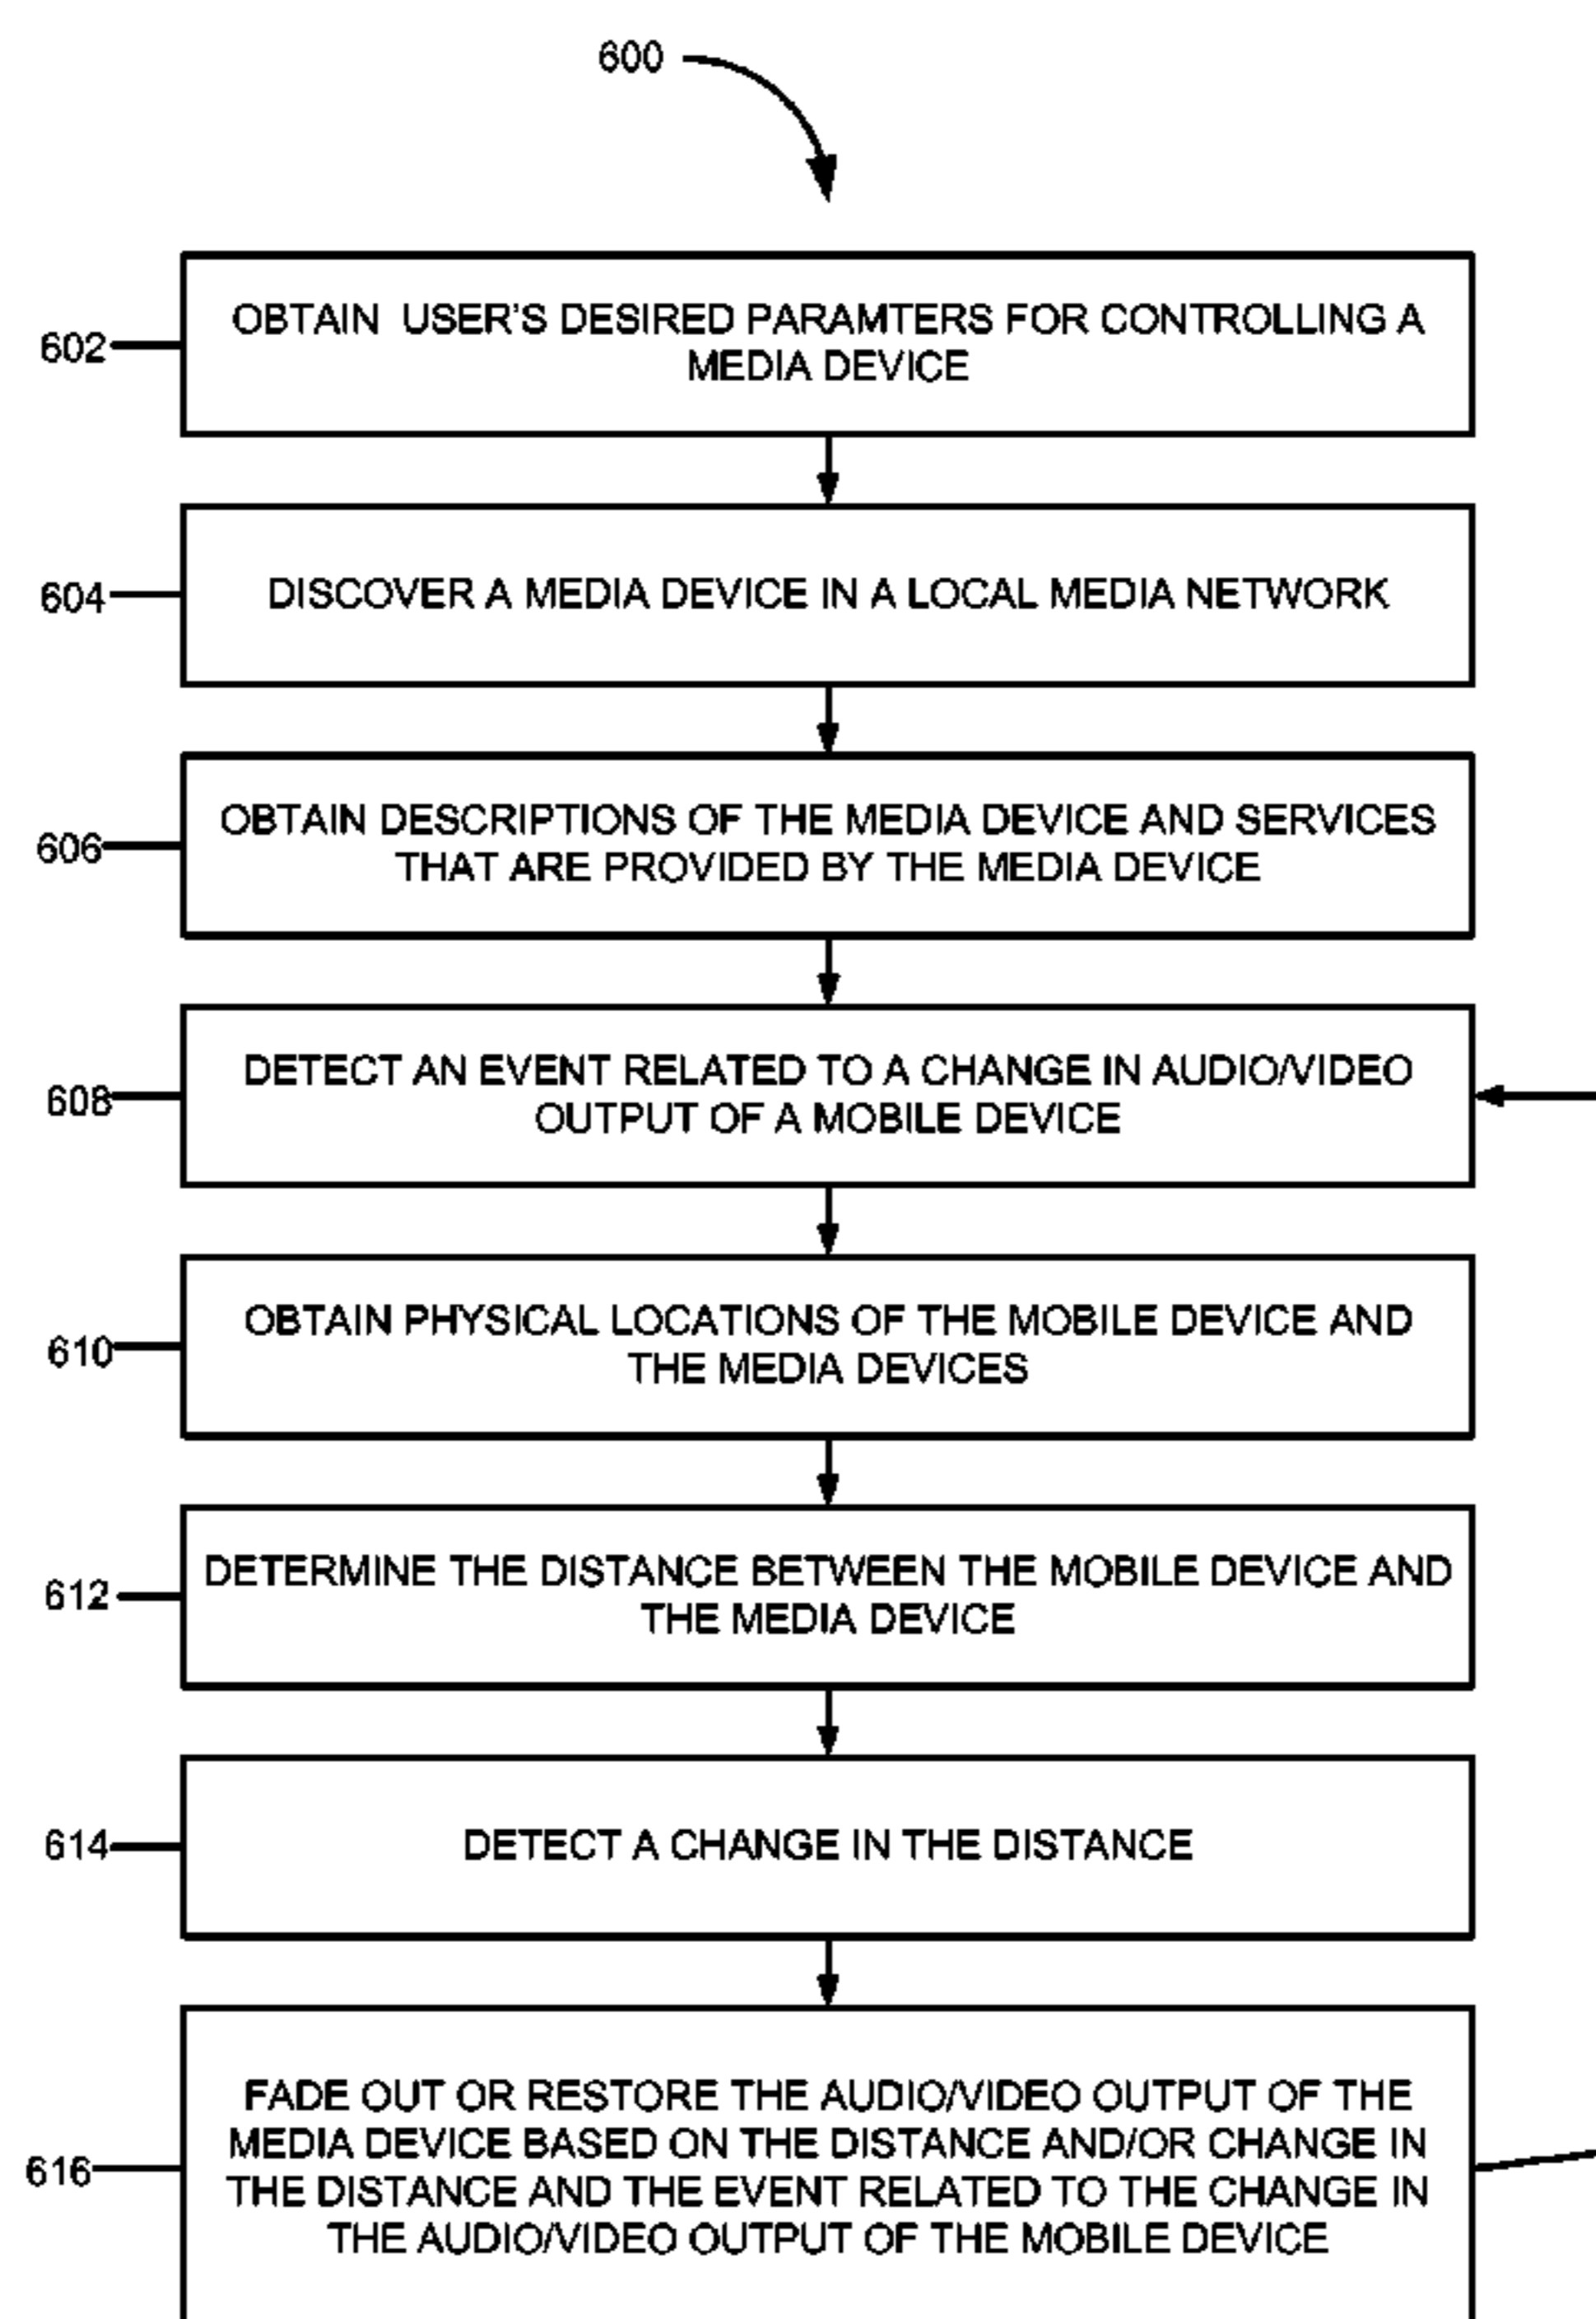 600
602
OBTAIN USER'S DESIRED PARAMTERS FOR CONTROLLING A
MEDIA DEVICE
604
DISCOVER A MEDIA DEVICE IN A LOCAL MEDIA NETWORK
606
OBTAIN DESCRIPTIONS OF THE MEDIA DEVICE AND SERVICES
THAT ARE PROVIDED BY THE MEDIA DEVICE
608
DETECT AN EVENT RELATED TO A CHANGE IN AUDIO/VIDEO
OUTPUT OF A MOBILE DEVICE
610
OBTAIN PHYSICAL LOCATIONS OF THE MOBILE DEVICE AND
THE MEDIA DEVICES
612
DETERMINE THE DISTANCE BETWEEN THE MOBILE DEVICE AND
THE MEDIA DEVICE
614
DETECT A CHANGE IN THE DISTANCE
616
FADE OUT OR RESTORE THE AUDIO/VIDEO OUTPUT OF THE
MEDIA DEVICE BASED ON THE DISTANCE AND/OR CHANGE IN
THE DISTANCE AND THE EVENT RELATED TO THE CHANGE IN
THE AUDIO/VIDEO OUTPUT OF THE MOBILE DEVICE